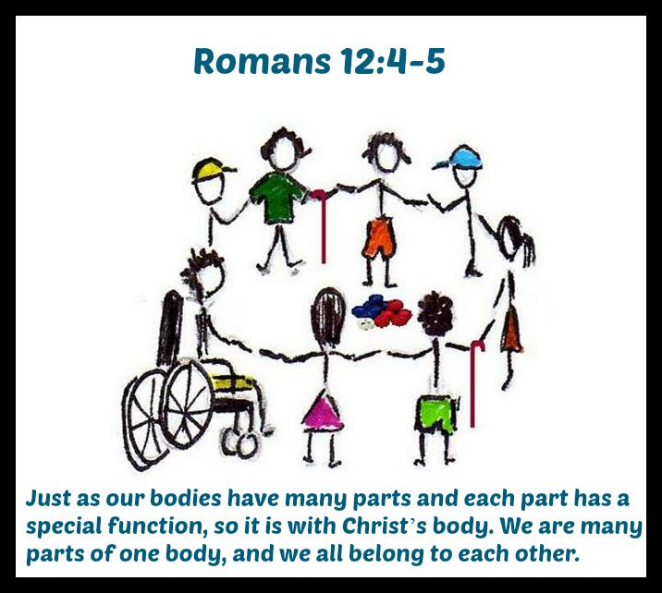 Romans 12:4-5
Just as our bodies have many parts and each part has a
special function, so it is with Christ's body. We are many
parts of one body, and we all belong to each other.